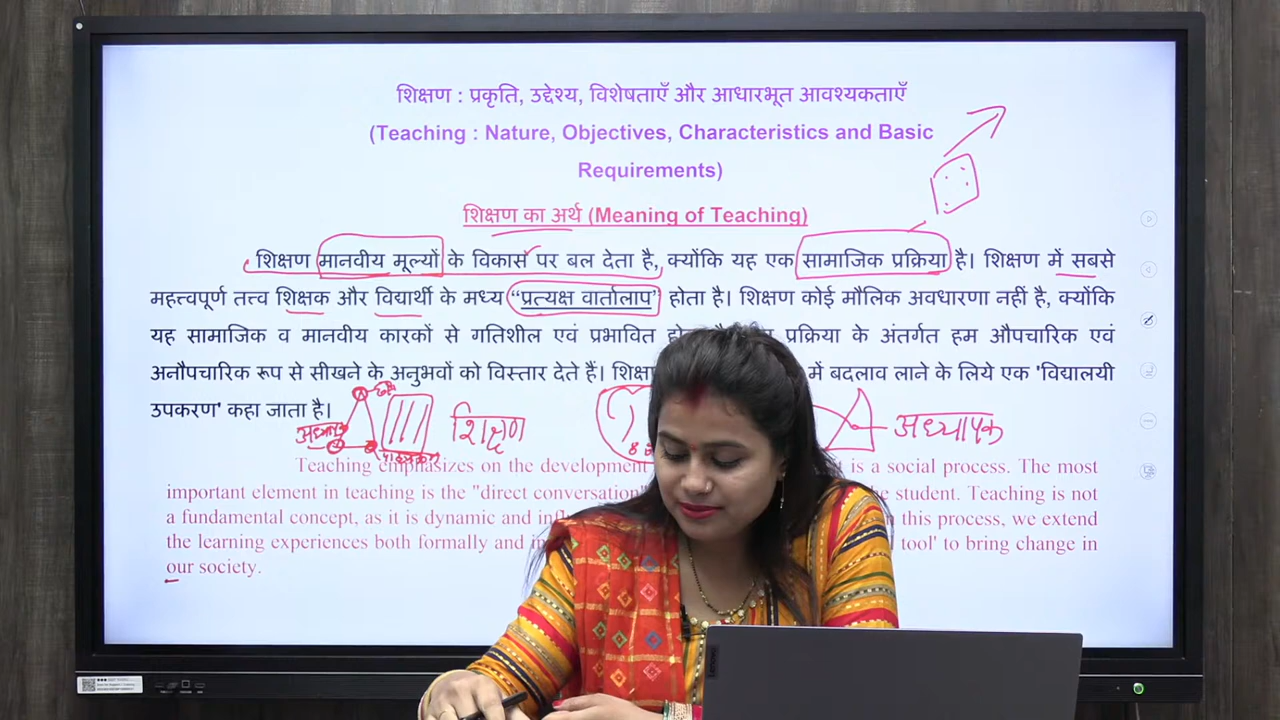 शिक्षण : प्रकृति, उद्देश्य, विशेषताएँ और आधारभूत आवश्यकताएँ
(Teaching : Nature, Objectives, Characteristics and Basic
Requirements)
शिक्षण का अर्थ (Meaning of Teaching)
शिक्षण मानवीय मूल्यों के विकास पर बल देता है, क्योंकि यह एक सामाजिक प्रक्रिया है। शिक्षण में सबसे
महत्त्वपूर्ण तत्त्व शिक्षक और विद्यार्थी के मध्य “प्रत्यक्ष वार्तालाप” होता है। शिक्षण कोई मौलिक अवधारणा नहीं है, क्योंकि
यह सामाजिक व मानवीय कारकों से गतिशील एवं प्रभावित प्रक्रिया के अंतर्गत हम औपचारिक एवं
अनौपचारिक रूप से सीखने के अनुभवों को विस्तार देते हैं। में बदलाव लाने के लिये एक 'विद्यालयी
उपकरण' कहा जाता है।
शिक्षण अध्यापक
Teaching emphasizes on the development is a social process. The most
important element in teaching is the "direct conversation" student. Teaching is not
a fundamental concept, as it is dynamic and this process, we extend
the learning experiences both formally and tool' to bring change in
our society.
Lenovo